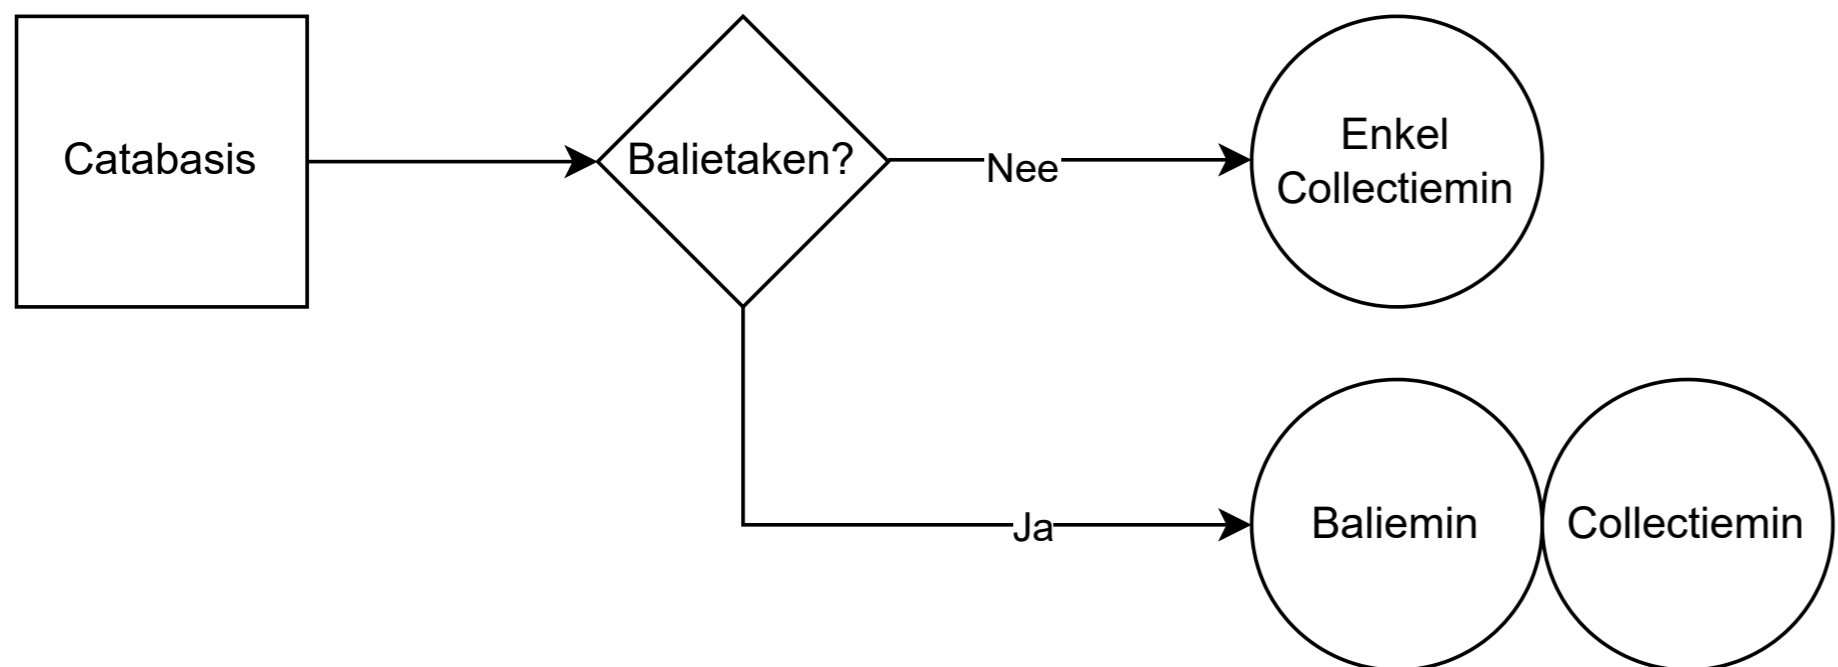 Catabasis
Balietaken?
Nee
Enkel
Collectiemin
Ja
Baliemin
Collectiemin